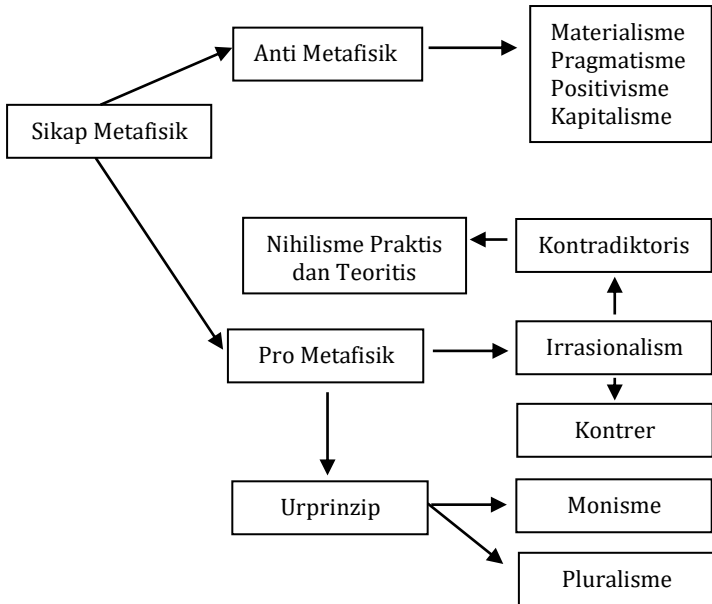 Anti Metafisik
Materialisme
Pragmatisme
Positivisme
Kapitalisme
Sikap Metafisik
Nihilisme Praktis
dan Teoritis
Kontradiktoris
Pro Metafisik
Irrasionalism
Kontrer
Urprinzip
Monisme
Pluralisme